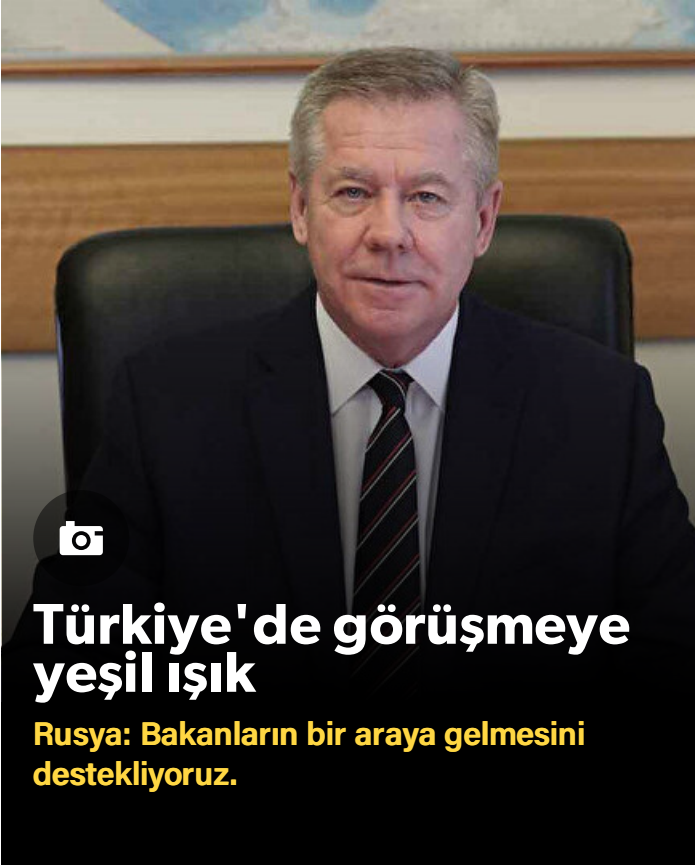 Türkiye'de görüşmeye
yeşil ışık
Rusya: Bakanların bir araya gelmesini
destekliyoruz.